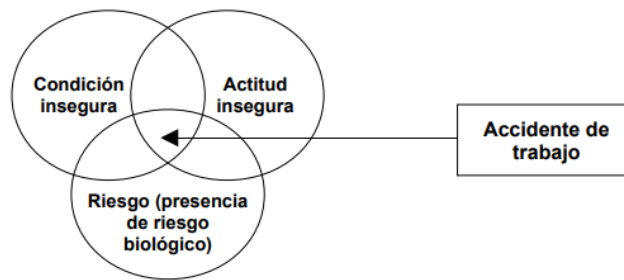 Condición
insegura
Actitud
insegura
Accidente de
trabajo
Riesgo (presencia
de riesgo
biológico)